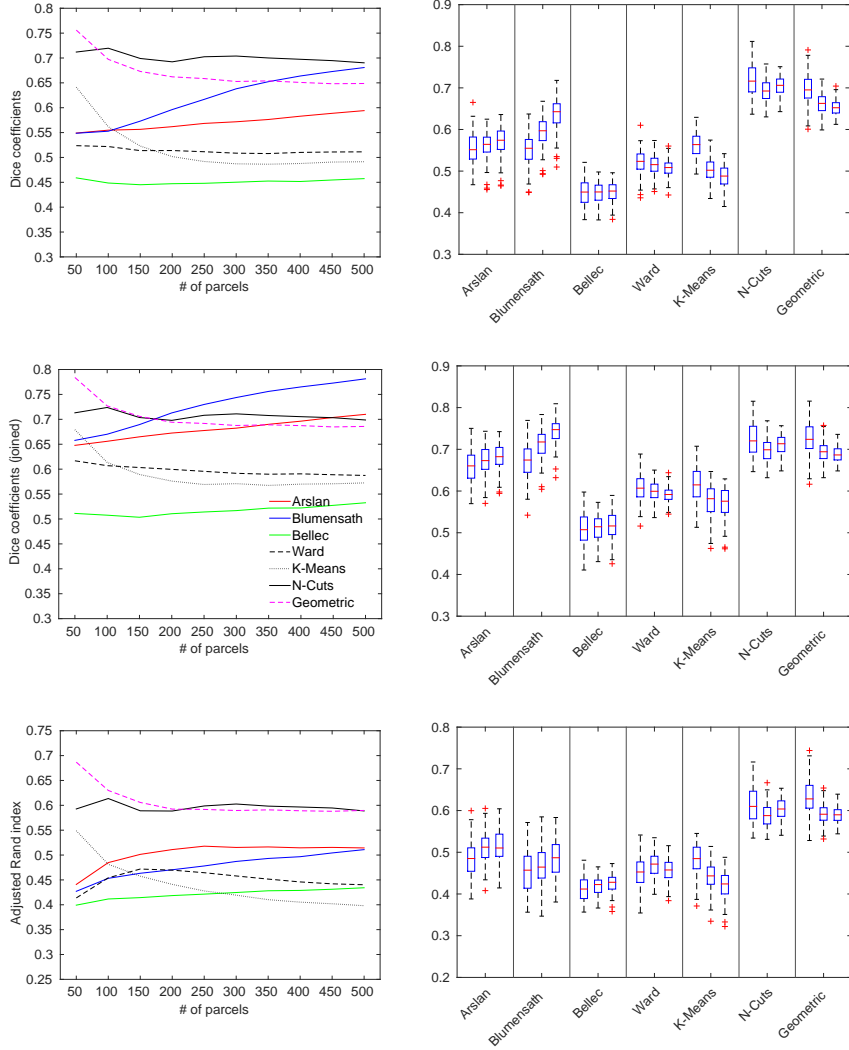 0.8
0.75
0.7
0.65
0.6
0.55
0.5
0.45
0.4
0.35
0.3
Dice coefficients
50 100 150 200 250 300 350 400 450 500
# of parcels
0.9
0.8
0.7
0.6
0.5
0.4
0.3
Arslan
Blumensath
Bellec
Ward
K-Means
N-Cuts
Geometric
0.8
0.75
0.7
0.65
0.6
0.55
0.5
0.45
0.4
0.35
0.3
Dice coefficients (joined)
Arslan
Blumensath
Bellec
Ward
K-Means
N-Cuts
Geometric
50 100 150 200 250 300 350 400 450 500
# of parcels
0.9
0.8
0.7
0.6
0.5
0.4
0.3
Arslan
Blumensath
Bellec
Ward
K-Means
N-Cuts
Geometric
0.75
0.7
0.65
0.6
0.55
0.5
0.45
0.4
0.35
0.3
0.25
Adjusted Rand index
50 100 150 200 250 300 350 400 450 500
# of parcels
0.8
0.7
0.6
0.5
0.4
0.3
0.2
Arslan
Blumensath
Bellec
Ward
K-Means
N-Cuts
Geometric